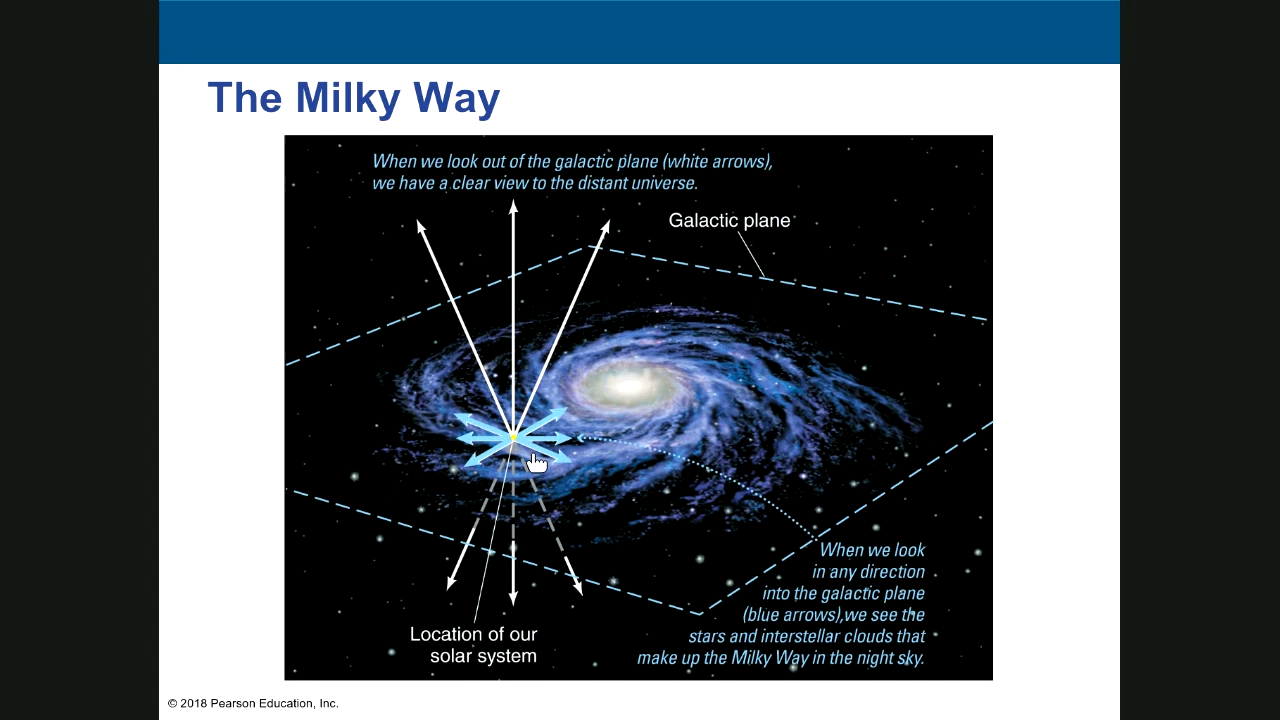 The Milky Way
When we look out of the galactic plane (white arrows),
we have a clear view to the distant universe.
Galactic plane
When we look
in any direction
into the galactic plane
(blue arrows),we see the
stars and interstellar clouds that
make up the Milky Way in the night sky.
Location of our
solar system
© 2018 Pearson Education, Inc.